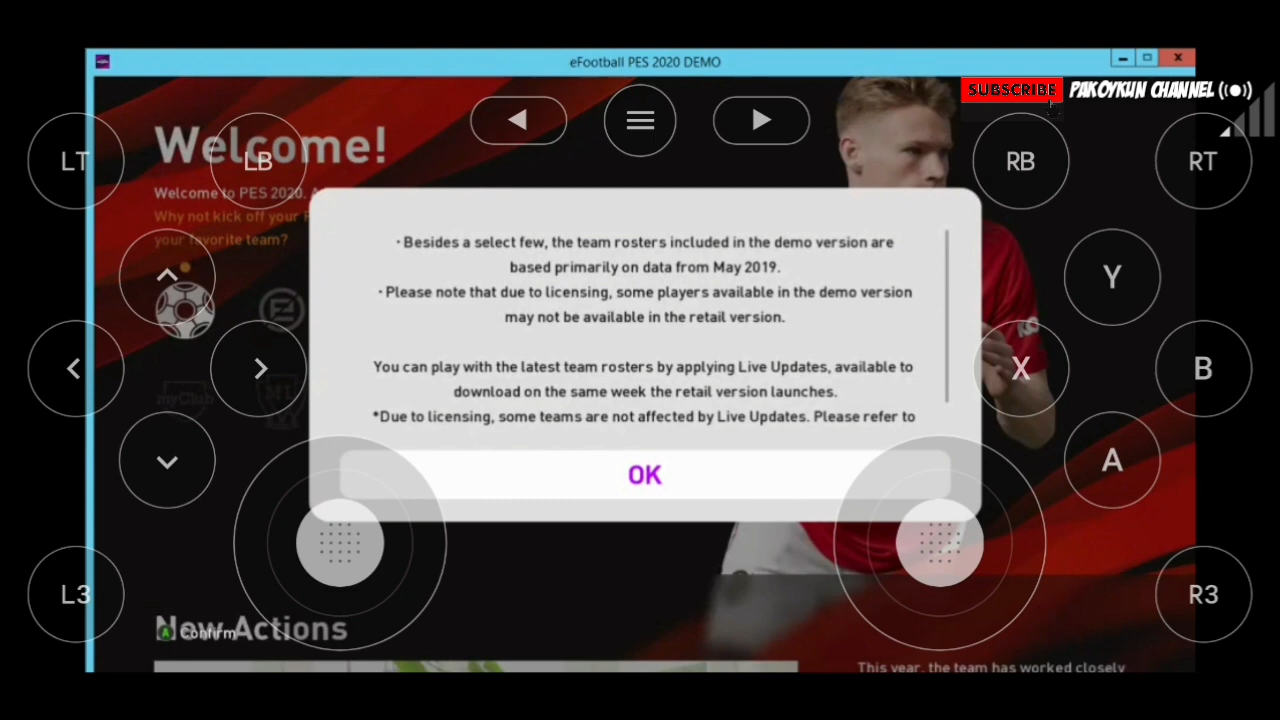 eFootball PES 2020 DEMO
SUBSCRIBE PAKOYKUN CHANNEL
LT
LB
RB
RT
Welcome!
Welcome to PES 2020.
Why not kick off your
your favorite team?
• Besides a select few, the team rosters included in the demo version are
based primarily on data from May 2019.
• Please note that due to licensing, some players available in the demo version
may not be available in the retail version.
You can play with the latest team rosters by applying Live Updates, available to
download on the same week the retail version launches.
*Due to licensing, some teams are not affected by Live Updates. Please refer to
OK
Y
X
B
A
myClub
ML
L3
R3
New Actions
A Confirm
This year, the team has worked closely